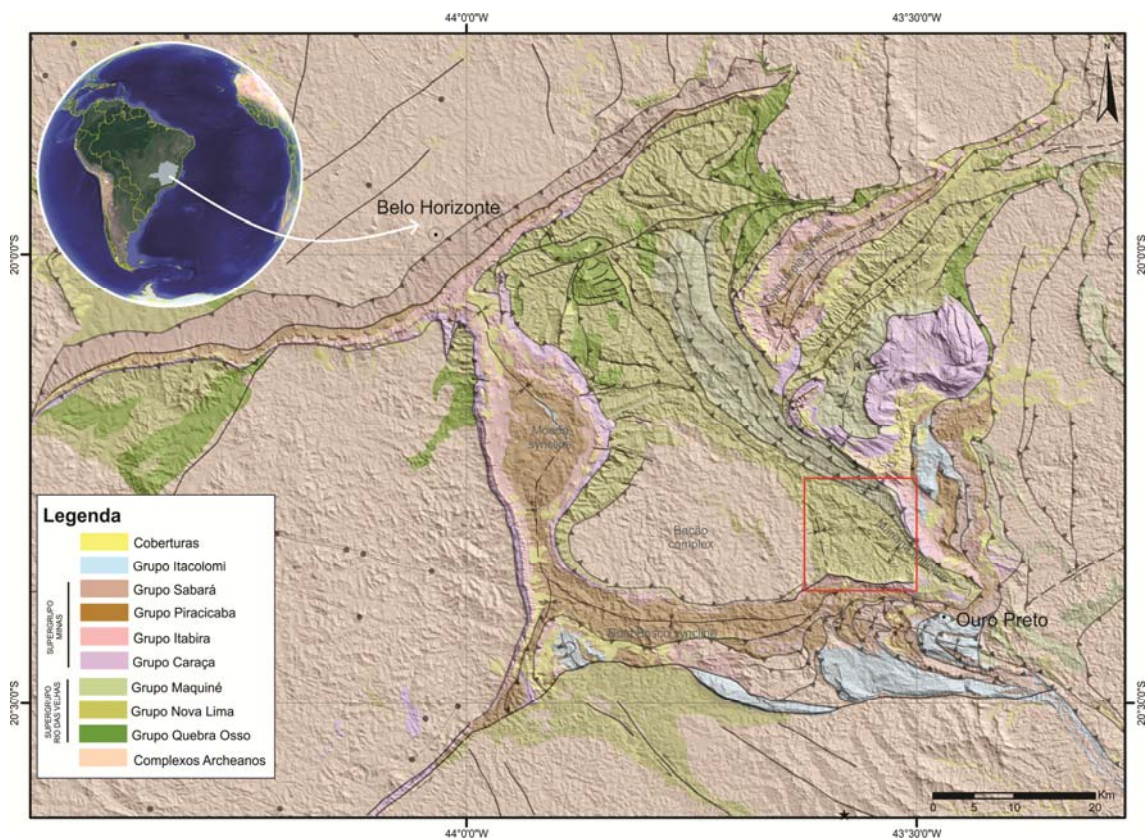 44°0'0"W
43°30'0"W
N
Belo Horizonte
20°0'0"S
20°0'0"S
Moeda
syncline
Bação
complex
Ouro Preto
20°30'0"S
20°30'0"S
Legenda
Coberturas
Grupo Itacolomi
SUPERGRUPO
MINAS
Grupo Sabará
Grupo Piracicaba
Grupo Itabira
Grupo Caraça
SUPERGRUPO
RIO DAS VELHAS
Grupo Maquiné
Grupo Nova Lima
Grupo Quebra Osso
Complexos Archeanos
Km
0 5 10 20
44°0'0"W
43°30'0"W